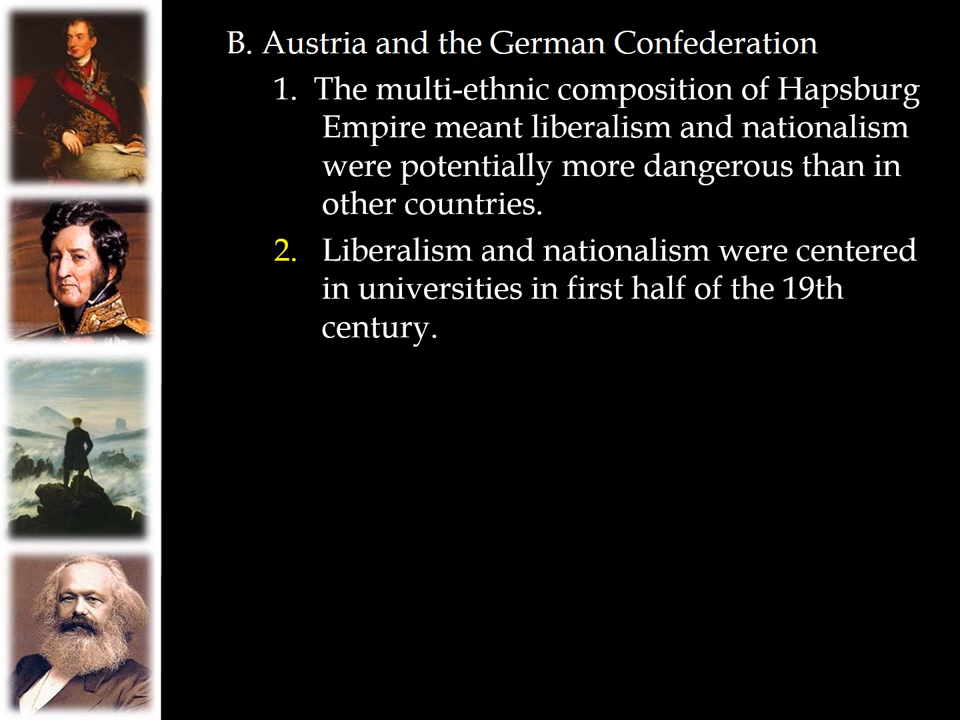 B. Austria and the German Confederation
1. The multi-ethnic composition of Hapsburg
Empire meant liberalism and nationalism
were potentially more dangerous than in
other countries.
2. Liberalism and nationalism were centered
in universities in first half of the 19th
century.